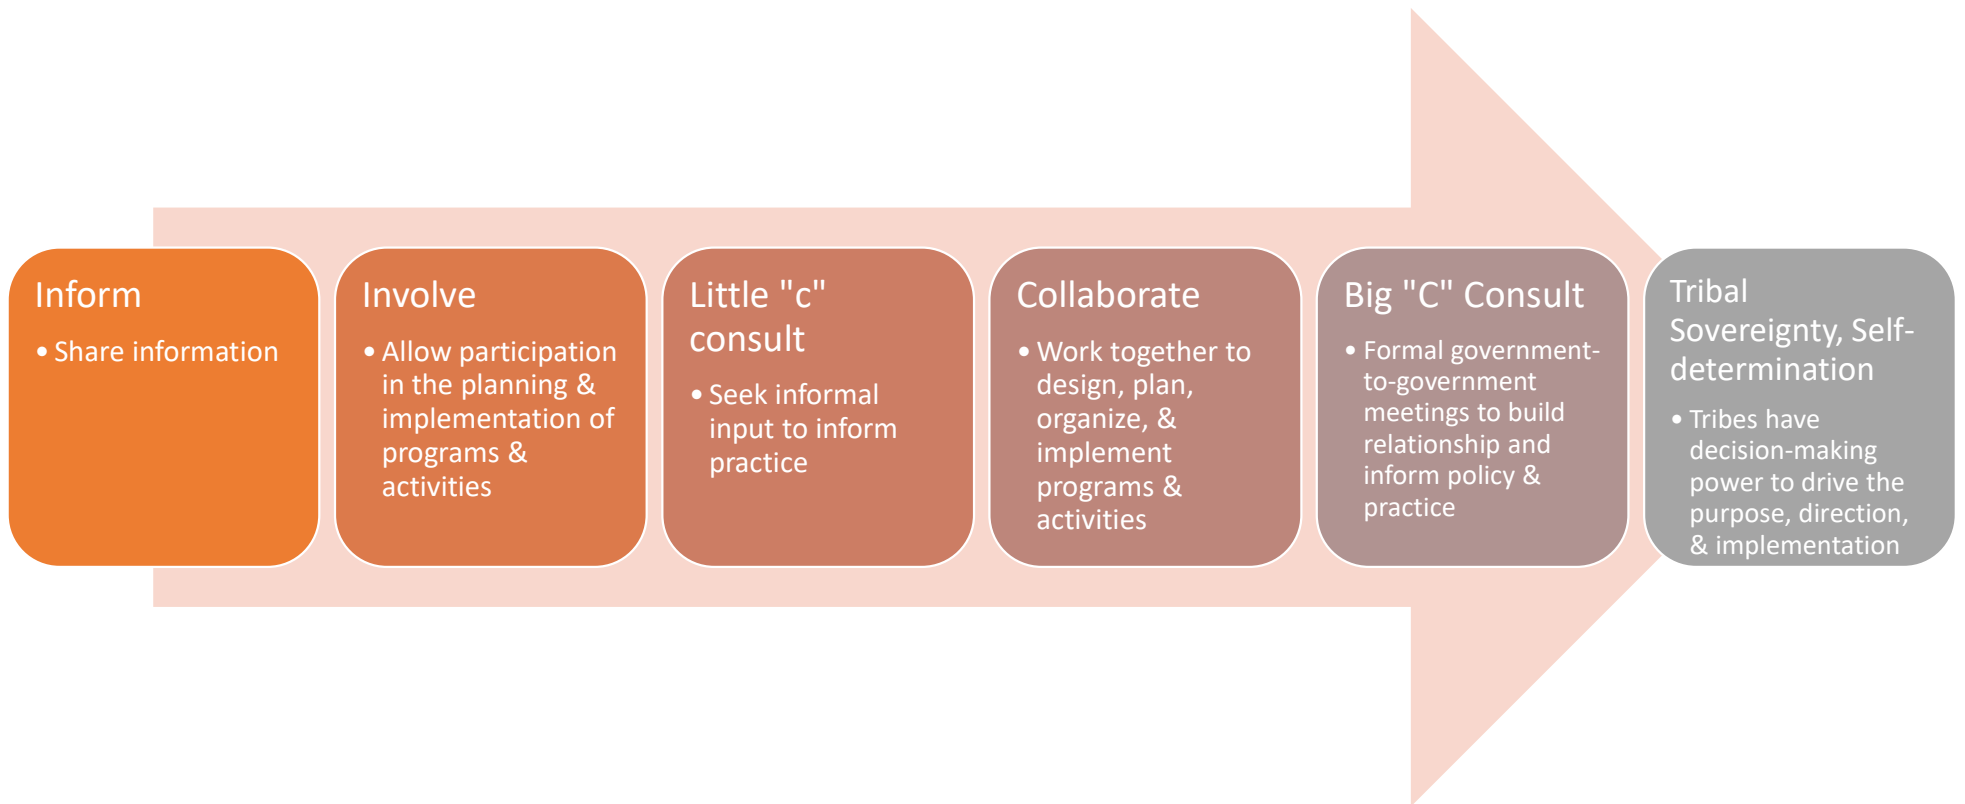 Inform
• Share information
Involve
• Allow participation
in the planning &
implementation of
programs &
activities
Little "c"
consult
• Seek informal
input to inform
practice
Collaborate
• Work together to
design, plan,
organize, &
implement
programs &
activities
Big "C" Consult
• Formal government-
to-government
meetings to build
relationship and
inform policy &
practice
Tribal
Sovereignty, Self-
determination
• Tribes have
decision-making
power to drive the
purpose, direction,
& implementation